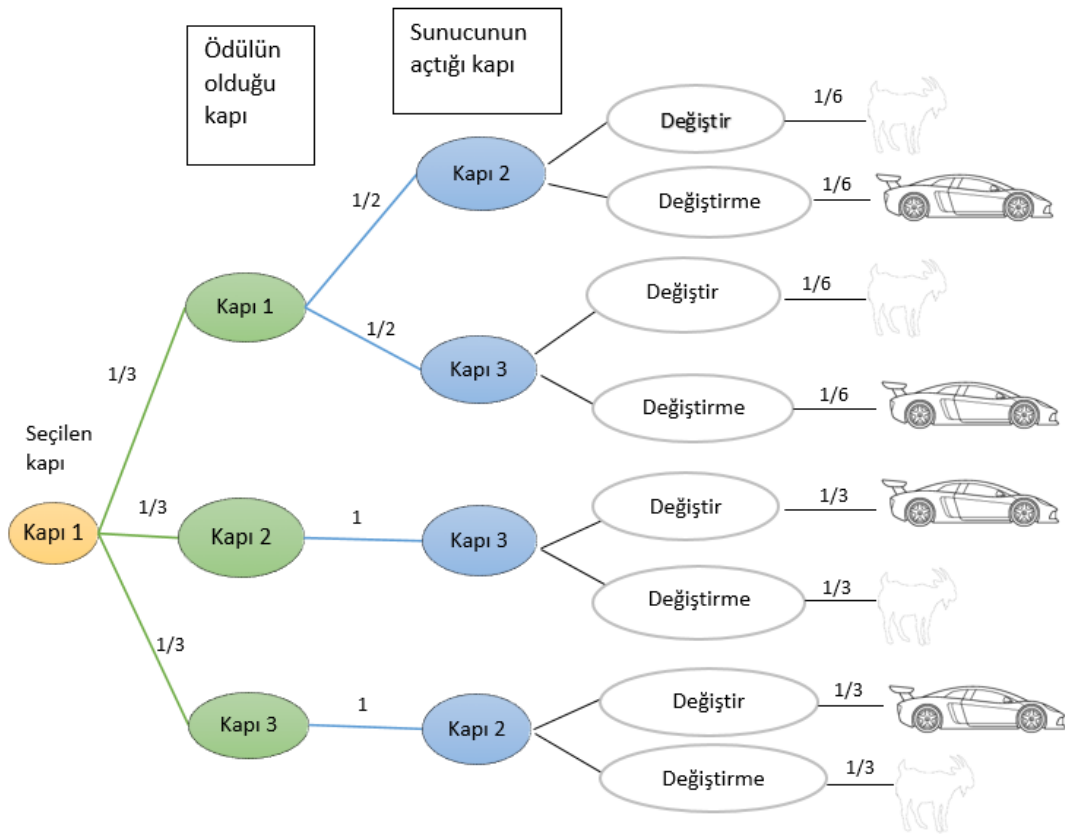 Ödülün
olduğu
kapı
Sunucunun
açtığı kapı
Seçilen
kapı
Kapı 1
1/3
1/3
1/3
Kapı 1
1/2
1/2
Kapı 2
Değiştir
1/6
Değiştirme
1/6
Kapı 3
Değiştir
1/6
Değiştirme
1/6
Kapı 2
1
Kapı 3
Değiştir
1/3
Değiştirme
1/3
Kapı 3
1
Kapı 2
Değiştir
1/3
Değiştirme
1/3